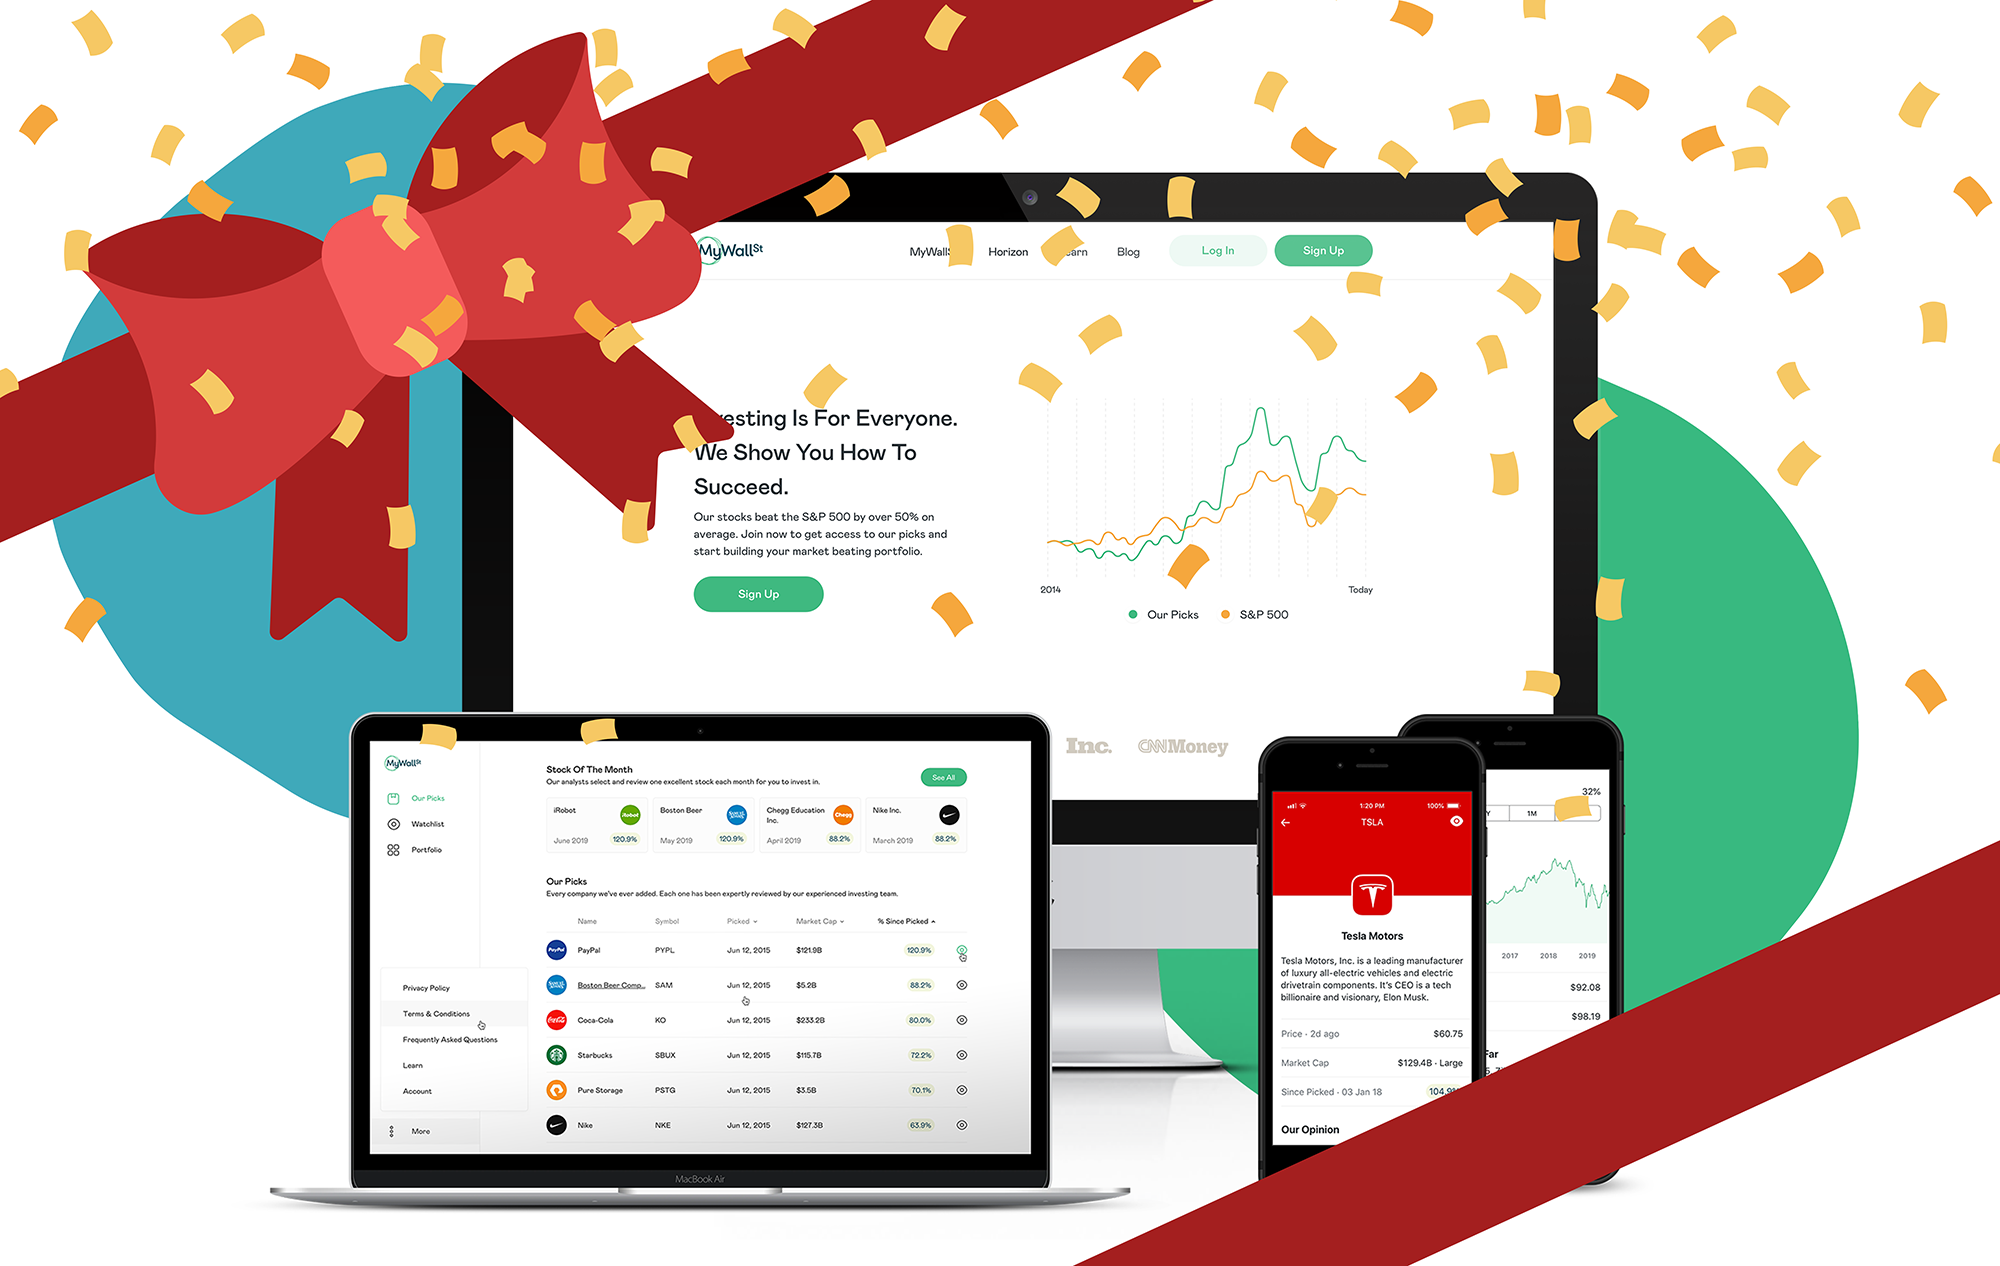 MyWallSt
Horizon
Blog
Log In
Sign Up
Is For Everyone.
We Show You How To
Succeed.
Our stocks beat the S&P 500 by over 50% on
average. Join now to get access to our picks and
start building your market beating portfolio.
Sign Up
2014
Today
Our Picks
S&P 500
Inc.
CNNMoney
MyWallSt
Our Picks
Watchlist
Portfolio
Privacy Policy
Terms & Conditions
Frequently Asked Questions
Learn
Account
More
Stock Of The Month
Our analysts select and review one excellent stock each month for you to invest in.
See All
iRobot
iRobot
June 2019
120.9%
Boston Beer
SAMUEL ADAMS
May 2019
120.9%
Chegg Education
Inc.
Chegg
April 2019
88.2%
Nike Inc.
March 2019
88.2%
Our Picks
Every company we've ever added. Each one has been expertly reviewed by our experienced investing team.
Name Symbol Picked Market Cap % Since Picked
PayPal PayPal PYPL Jun 12, 2015 $121.9B 120.9%
SAMUEL ADAMS Boston Beer Comp... SAM Jun 12, 2015 $5.2B 88.2%
Coca-Cola Coca-Cola KO Jun 12, 2015 $233.2B 80.0%
Starbucks SBUX Jun 12, 2015 $115.7B 72.2%
Pure Storage PSTG Jun 12, 2015 $3.5B 70.1%
Nike NKE Jun 12, 2015 $127.3B 63.9%
MacBook Air
1:20 PM
100%
TSLA
Tesla Motors
Tesla Motors, Inc. is a leading manufacturer
of luxury all-electric vehicles and electric
drivetrain components. It's CEO is a tech
billionaire and visionary, Elon Musk.
Price - 2d ago $60.75
Market Cap $129.4B · Large
Since Picked - 03 Jan 18 104.9%
Our Opinion
32%
Y
1M
2017 2018 2019
$92.08
$98.19
Far